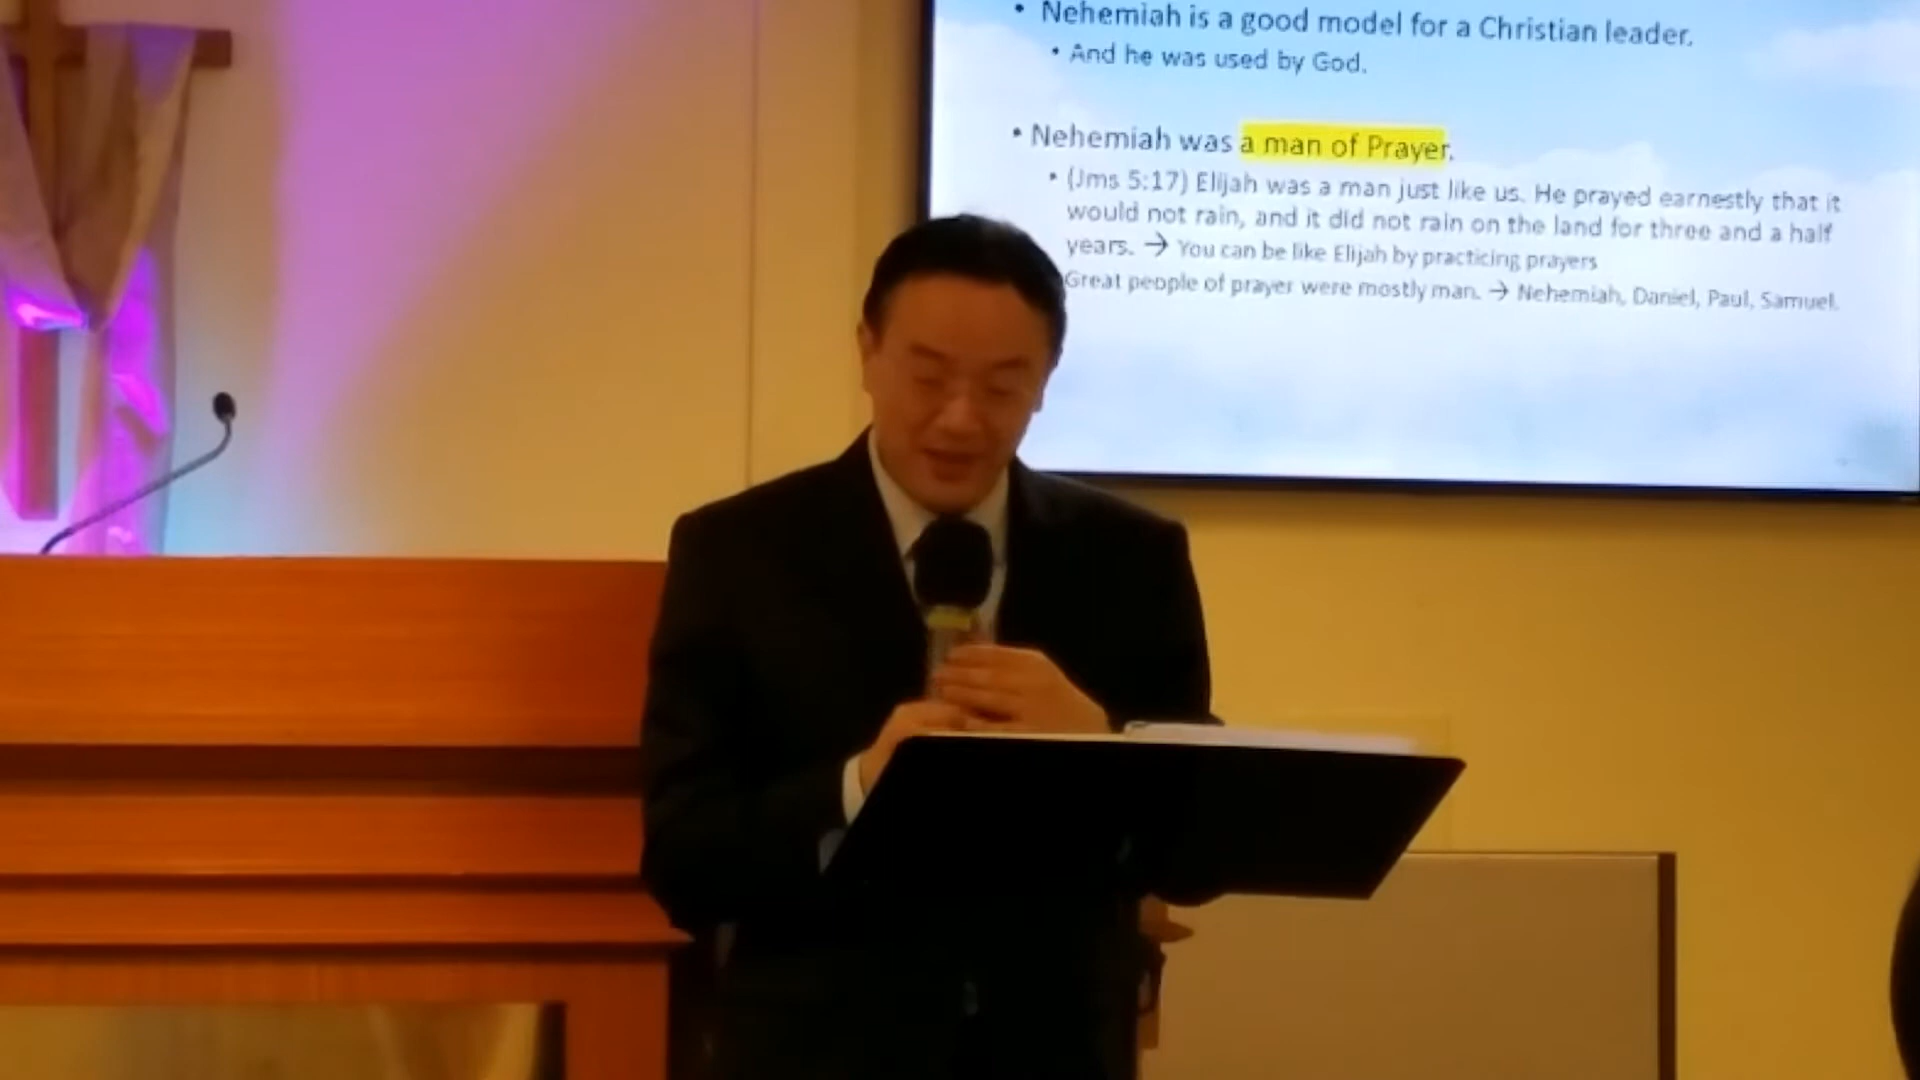 • Nehemiah is a good model for a Christian leader.
• And he was used by God.
• Nehemiah was a man of Prayer.
• (Jms 5:17) Elijah was a man just like us. He prayed earnestly that it
would not rain, and it did not rain on the land for three and a half
years. → You can be like Elijah by practicing prayers
Great people of prayer were mostly man. → Nehemiah, Daniel, Paul, Samuel.